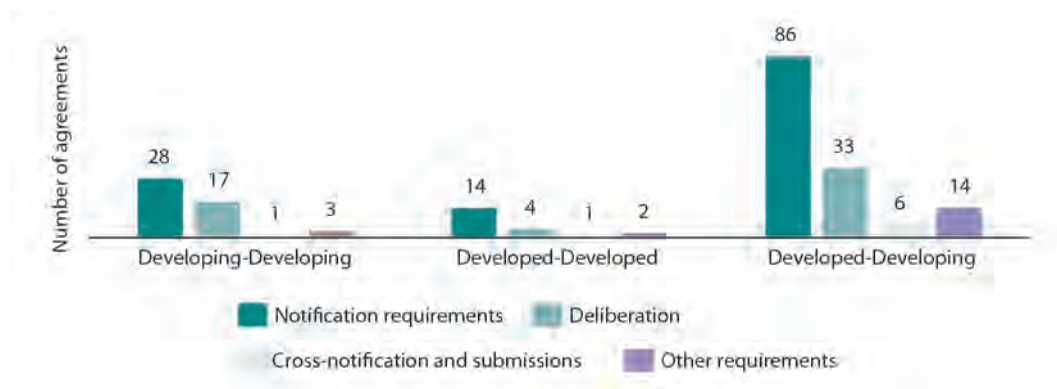 Number of agreements
86
28
17
1
3
14
4
1
2
33
6
14
Developing-Developing
Developed-Developed
Developed-Developing
Notification requirements
Deliberation
Cross-notification and submissions
Other requirements